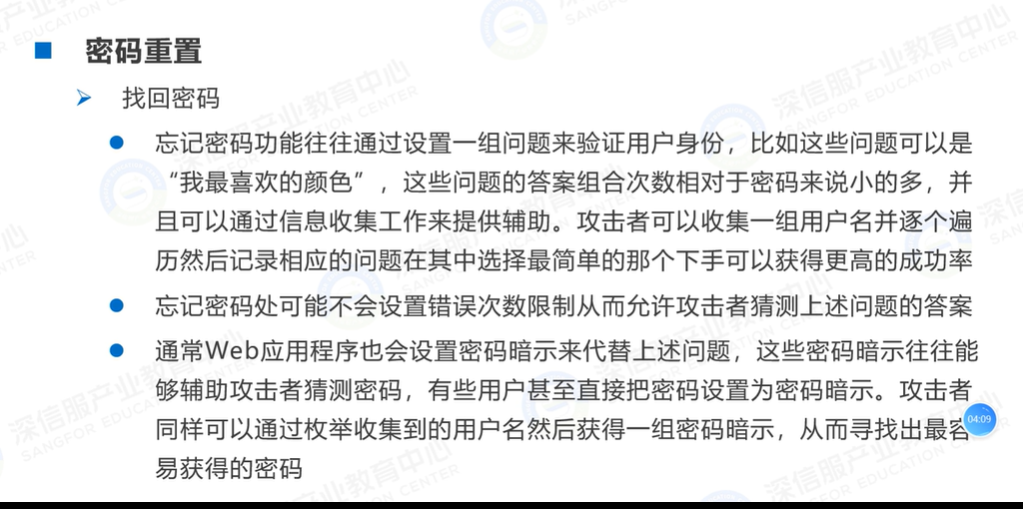 密码重置
找回密码
忘记密码功能往往通过设置一组问题来验证用户身份，比如这些问题可以是
“我最喜欢的颜色”，这些问题的答案组合次数相对于密码来说小的多，并
且可以通过信息收集工作来提供辅助。攻击者可以收集一组用户名并逐个遍
历然后记录相应的问题在其中选择最简单的那个下手可以获得更高的成功率
忘记密码处可能不会设置错误次数限制从而允许攻击者猜测上述问题的答案
通常Web应用程序也会设置密码暗示来代替上述问题，这些密码暗示往往能
够辅助攻击者猜测密码，有些用户甚至直接把密码设置为密码暗示。攻击者
同样可以通过枚举收集到的用户名然后获得一组密码暗示，从而寻找出最容
04:09
易获得的密码
深信服产业教育中心
SANGFOR EDUCATION CENTER